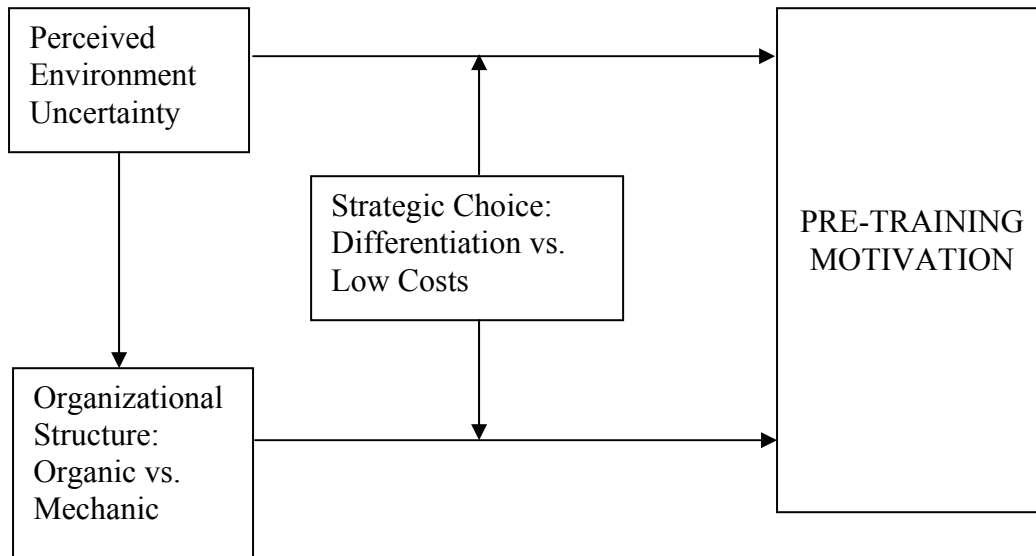 Perceived
Environment
Uncertainty
Strategic Choice:
Differentiation vs.
Low Costs
PRE-TRAINING
MOTIVATION
Organizational
Structure:
Organic vs.
Mechanic